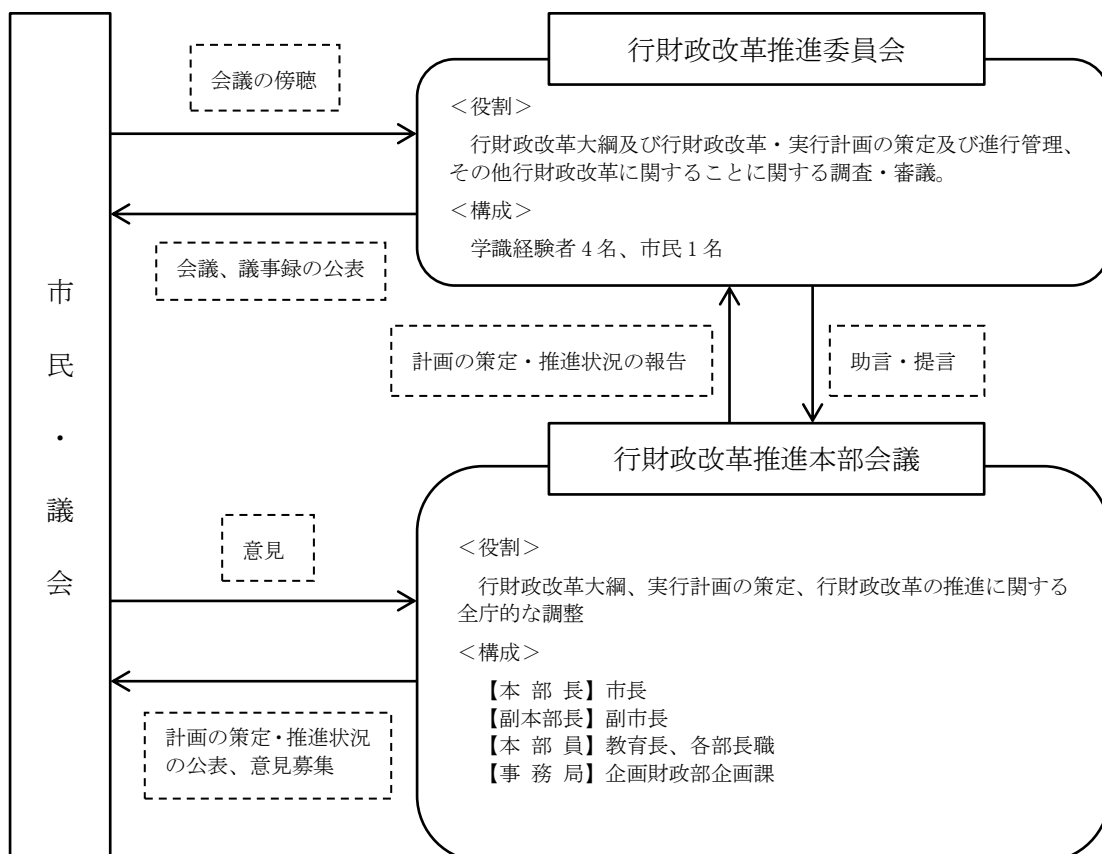 市
民
・
議
会
会議の傍聴
会議、議事録の公表
行財政改革推進委員会
＜役割＞
行財政改革大綱及び行財政改革・実行計画の策定及び進行管理、
その他行財政改革に関することに関する調査・審議。
＜構成＞
学識経験者4名、市民1名
計画の策定・推進状況の報告
助言・提言
意見
計画の策定・推進状況
の公表、意見募集
行財政改革推進本部会議
＜役割＞
行財政改革大綱、実行計画の策定、行財政改革の推進に関する
全庁的な調整
＜構成＞
【本 部 長】市長
【副本部長】副市長
【本 部 員】教育長、各部長職
【事 務 局】企画財政部企画課